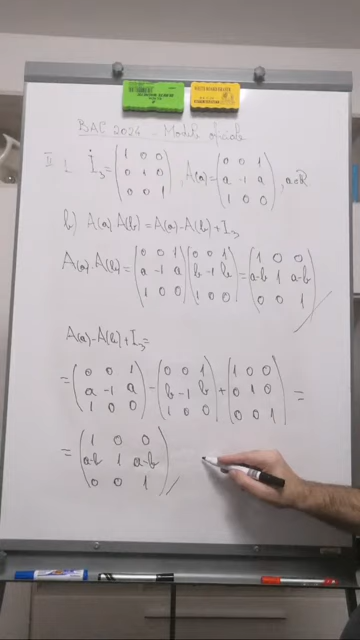 BAC 2024 - Modele oficiale
II 1. I₃ = (1 0 0 / 0 1 0 / 0 0 1), A(a) = (0 0 1 / a -1 a / 1 0 0), a∈ℝ
b) A(a) A(b) = A(a) - A(b) + I₃
A(a)·A(b) = (0 0 1 / a -1 a / 1 0 0) (0 0 1 / b -1 b / 1 0 0) = (1 0 0 / a-b 1 a-b / 0 0 1)
A(a) - A(b) + I₃ =
= (0 0 1 / a -1 a / 1 0 0) - (0 0 1 / b -1 b / 1 0 0) + (1 0 0 / 0 1 0 / 0 0 1) =
= (1 0 0 / a-b 1 a-b / 0 0 1)